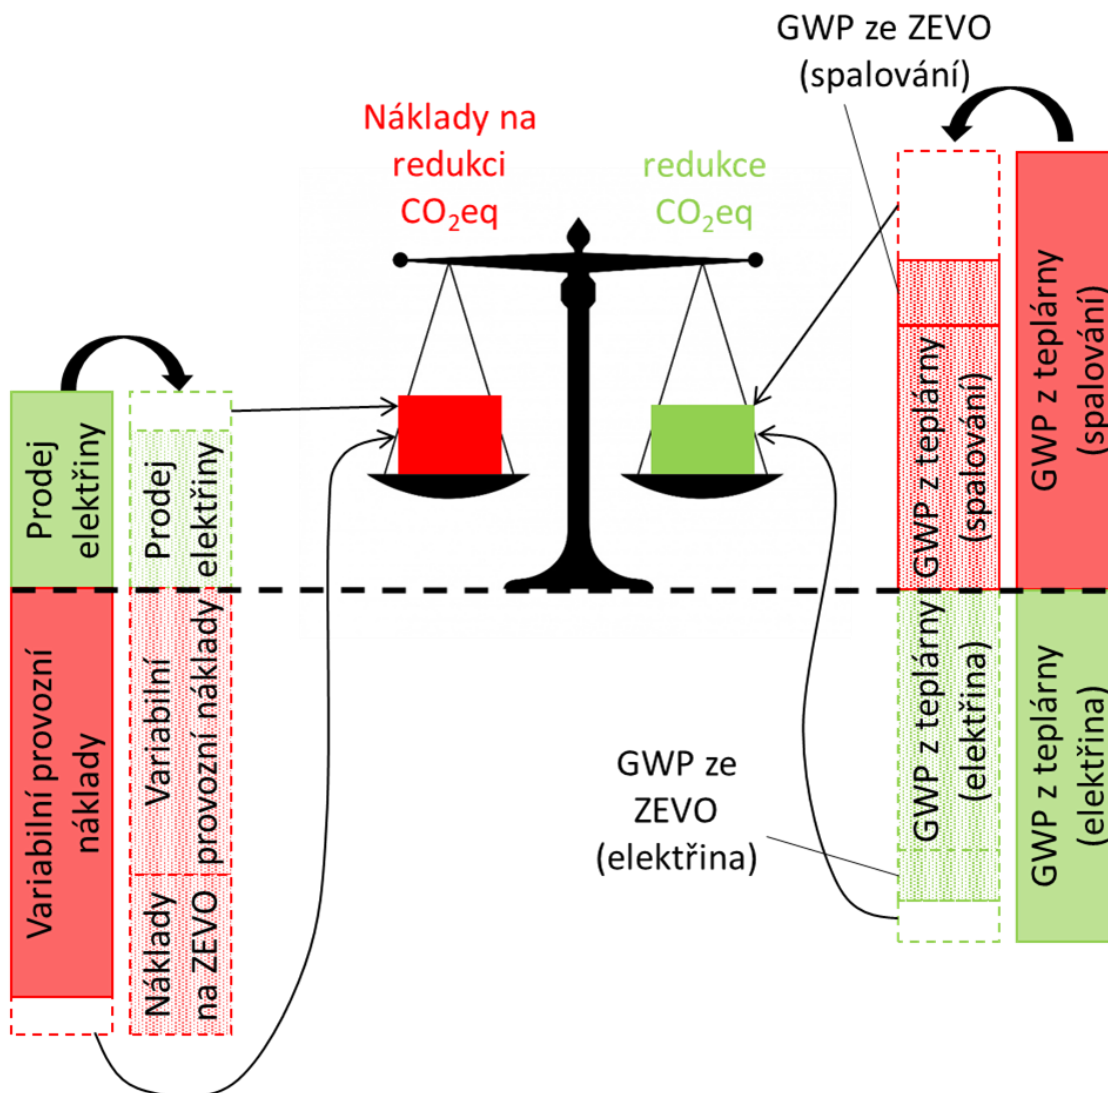 GWP ze ZEVO
(spalování)
Náklady na
redukci
CO₂eq
redukce
CO₂eq
Prodej
elektřiny
Prodej
elektřiny
Variabilní provozní
náklady
Variabilní
provozní náklady
Náklady
na ZEVO
GWP z teplárny
(spalování)
GWP z teplárny
(spalování)
GWP z teplárny
(elektřina)
GWP z teplárny
(elektřina)
GWP ze
ZEVO
(elektřina)